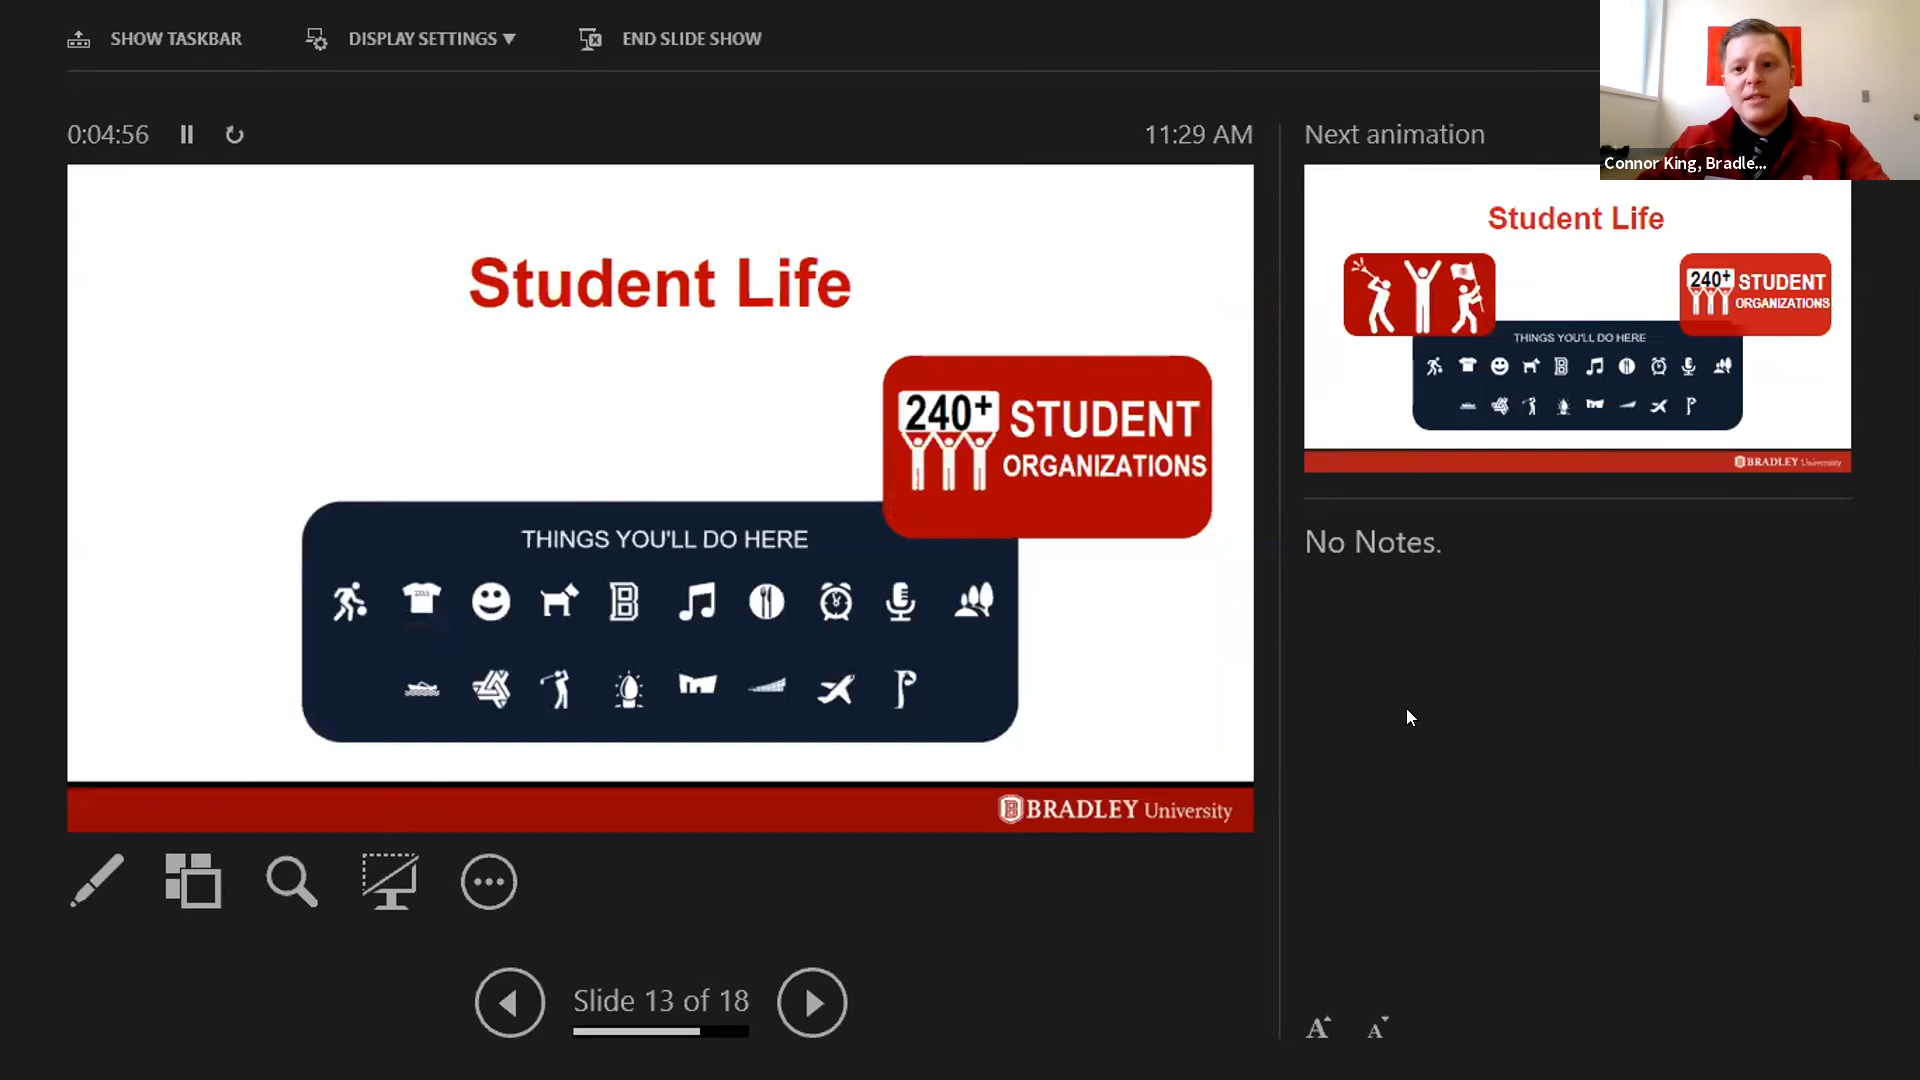 SHOW TASKBAR
DISPLAY SETTINGS
END SLIDE SHOW
Connor King, Bradle...
0:04:56
11:29 AM
Next animation
Student Life
240+ STUDENT
ORGANIZATIONS
THINGS YOU'LL DO HERE
B
BRADLEY University
Student Life
240+ STUDENT
ORGANIZATIONS
THINGS YOU'LL DO HERE
B
BRADLEY University
No Notes.
Slide 13 of 18
A A